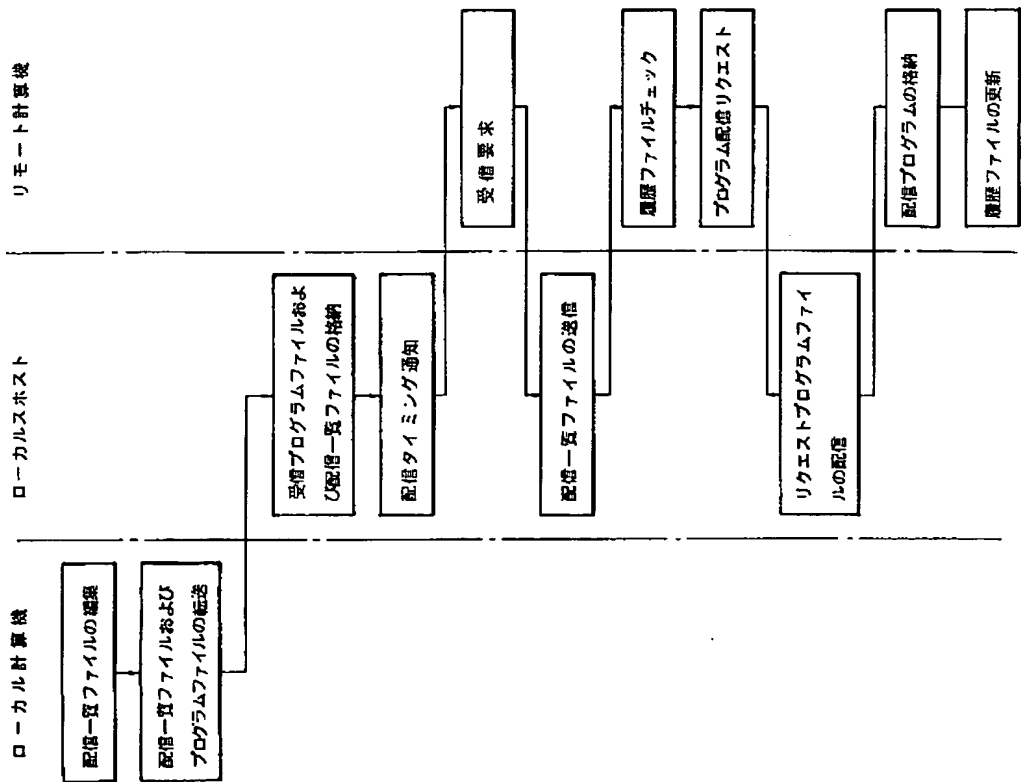 ローカル計算機
ローカルスホスト
リモート計算機
配信一覧ファイルの編集
配信一覧ファイルおよび
プログラムファイルの転送
受信プログラムファイルおよ
び配信一覧ファイルの格納
配信タイミング通知
受信要求
配信一覧ファイルの送信
履歴ファイルチェック
プログラム配信リクエスト
リクエストプログラムファイ
ルの配信
配信プログラムの格納
履歴ファイルの更新